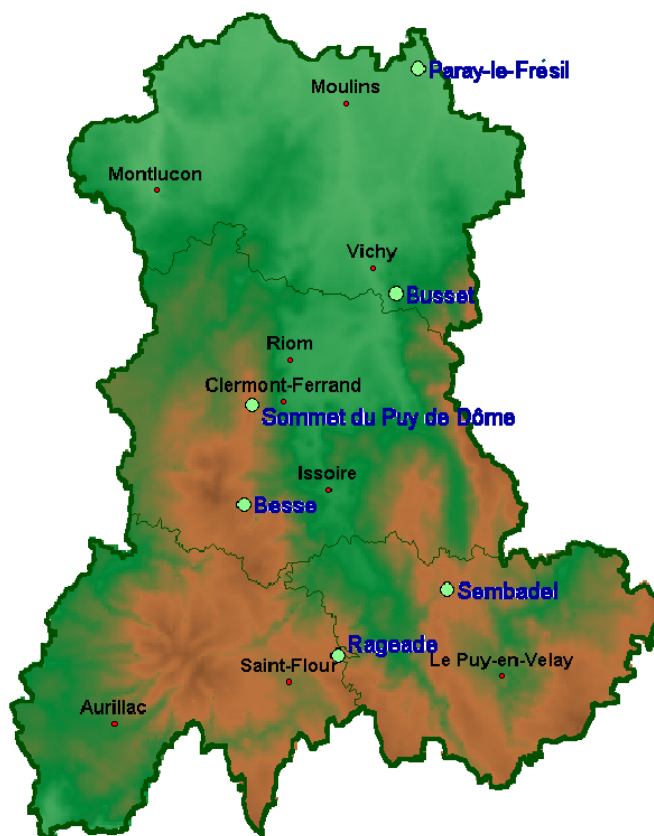 Paray-le-Frésil
Moulins
Montlucon
Vichy
Busset
Riom
Clermont-Ferrand
Sommet du Puy de Dôme
Issoire
Besse
Sembadel
Rageade
Saint-Flour
Le Puy-en-Velay
Aurillac